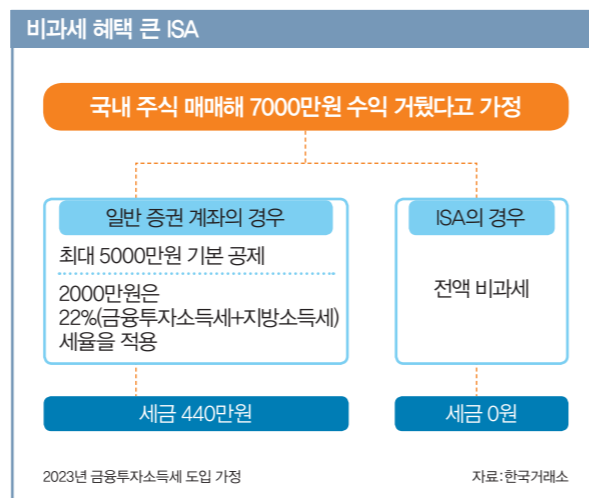 비과세 혜택 큰 ISA
국내 주식 매매해 7000만원 수익 거뒀다고 가정
일반 증권 계좌의 경우
최대 5000만원 기본 공제
2000만원은
22%(금융투자소득세+지방소득세)
세율을 적용
세금 440만원
ISA의 경우
전액 비과세
세금 0원
2023년 금융투자소득세 도입 가정
자료:한국거래소